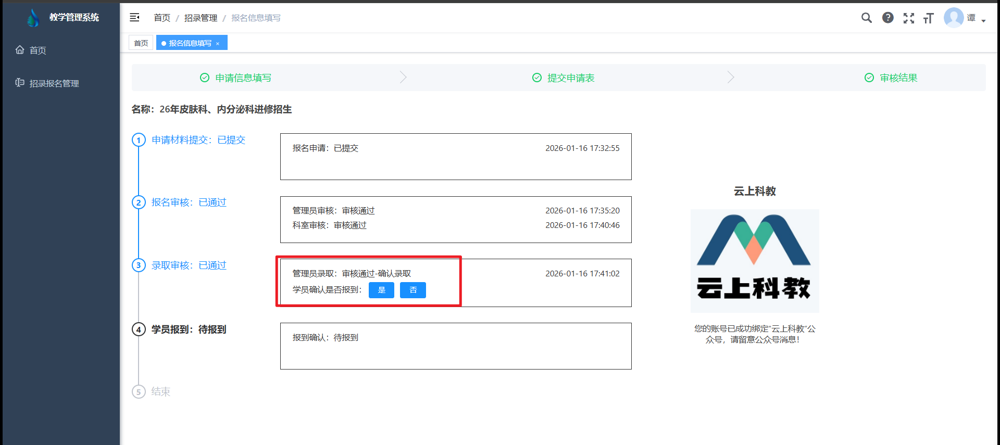 教学管理系统
首页 / 招录管理 / 报名信息填写
谭
首页
报名信息填写 ×
首页
招录报名管理
申请信息填写
提交申请表
审核结果
名称：26年皮肤科、内分泌科进修招生
1 申请材料提交：已提交
报名申请：已提交 2026-01-16 17:32:55
2 报名审核：已通过
管理员审核：审核通过 2026-01-16 17:35:20
科室审核：审核通过 2026-01-16 17:40:46
3 录取审核：已通过
管理员录取：审核通过-确认录取 2026-01-16 17:41:02
学员确认是否报到： 是 否
4 学员报到：待报到
报到确认：待报到
5 结束
云上科教
云上科教
您的账号已成功绑定“云上科教”公
众号，请留意公众号消息！